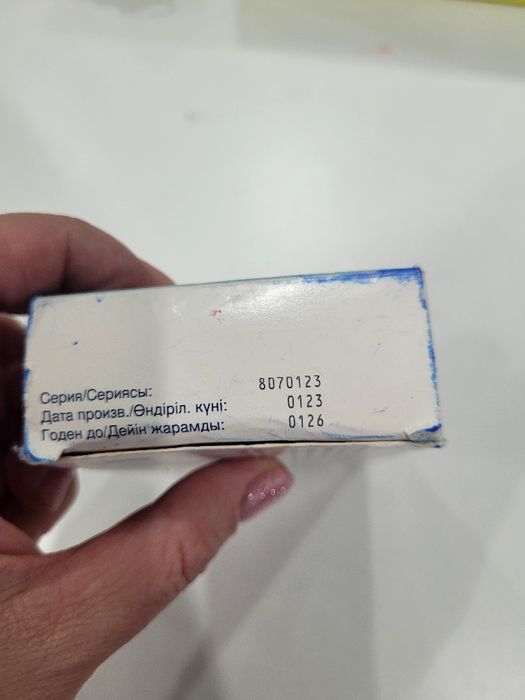 Серия/Сериясы: 8070123
Дата произв./Өндіріл. күні: 0123
Годен до/Дейін жарамды: 0126